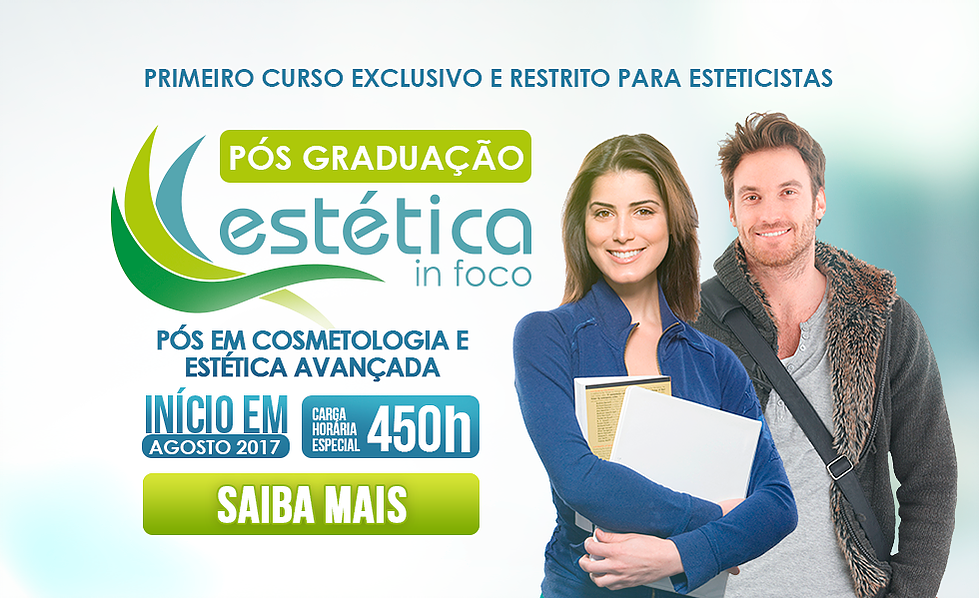 PRIMEIRO CURSO EXCLUSIVO E RESTRITO PARA ESTETICISTAS
PÓS GRADUAÇÃO
estética
in foco
PÓS EM COSMETOLOGIA E
ESTÉTICA AVANÇADA
INÍCIO EM
AGOSTO 2017
CARGA
HORÁRIA
ESPECIAL
450h
SAIBA MAIS